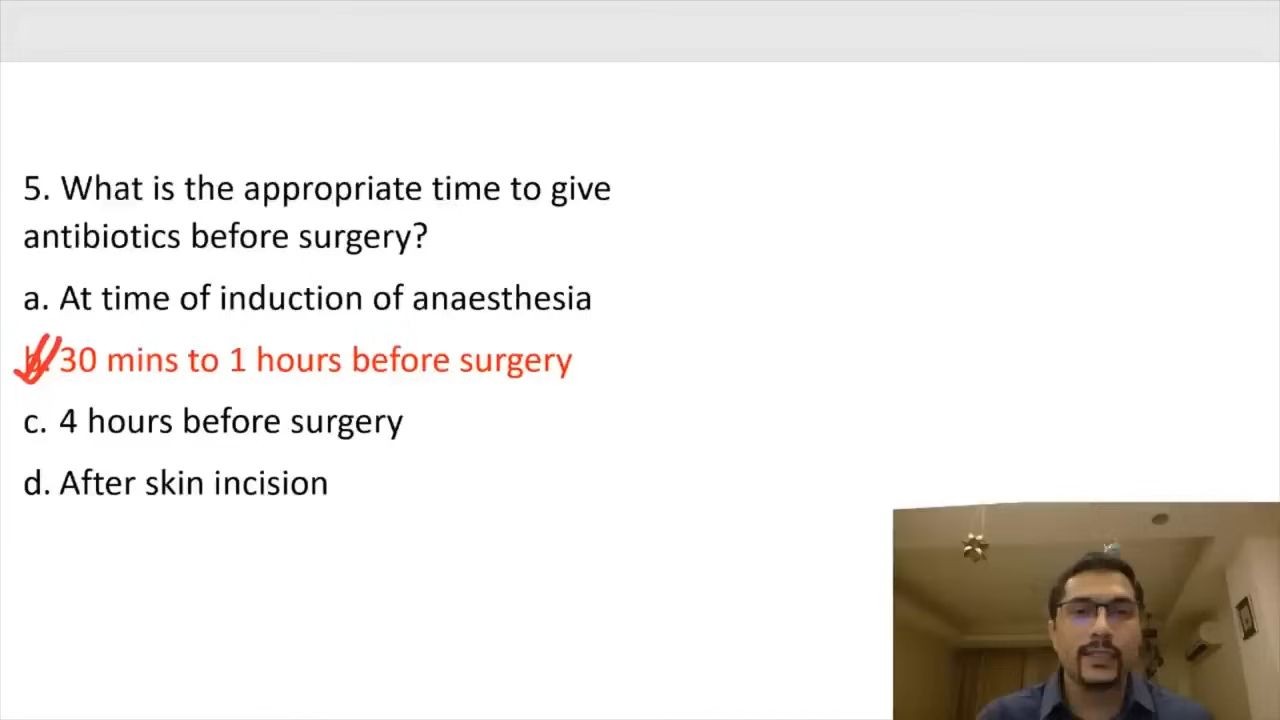 5. What is the appropriate time to give
antibiotics before surgery?
a. At time of induction of anaesthesia
b. 30 mins to 1 hours before surgery
c. 4 hours before surgery
d. After skin incision